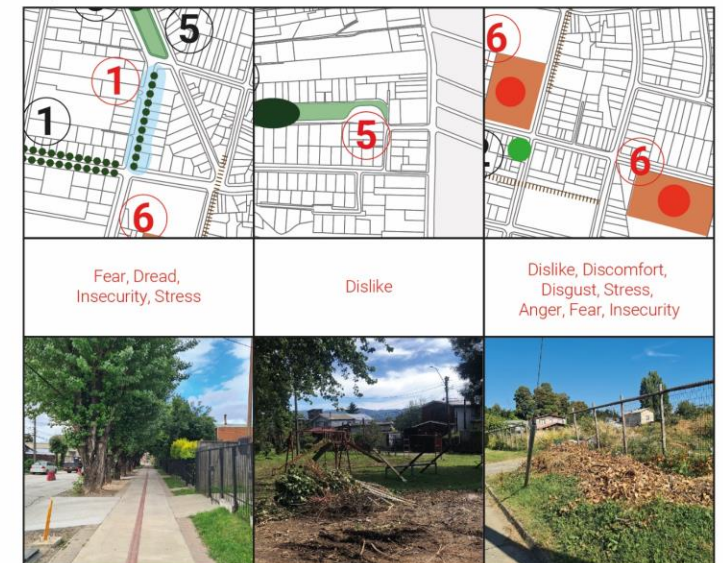 5
1
1
6
5
6
6
Fear, Dread,
Insecurity, Stress
Dislike
Dislike, Discomfort,
Disgust, Stress,
Anger, Fear, Insecurity